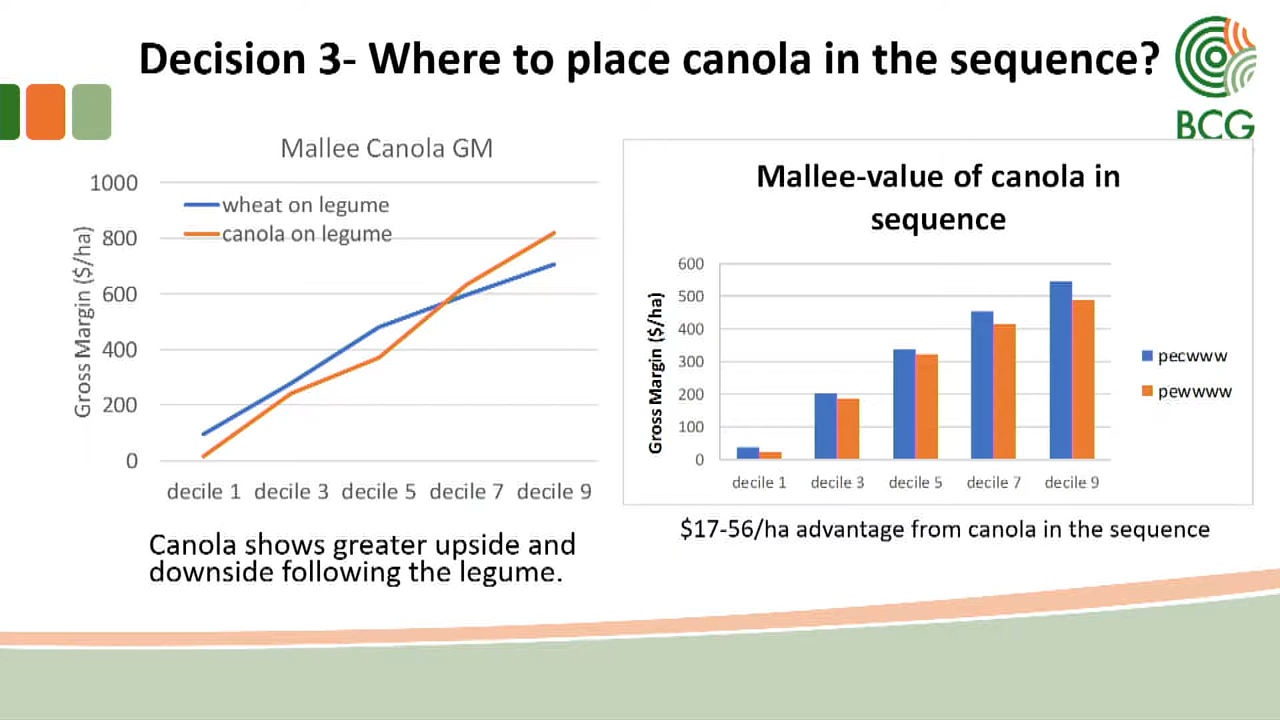 Decision 3- Where to place canola in the sequence?
BCG
Mallee Canola GM
1000
800
600
400
200
0
Gross Margin ($/ha)
wheat on legume
canola on legume
decile 1 decile 3 decile 5 decile 7 decile 9
Canola shows greater upside and
downside following the legume.
Mallee-value of canola in
sequence
600
500
400
300
200
100
0
Gross Margin ($/ha)
decile 1 decile 3 decile 5 decile 7 decile 9
pecwww
pewwww
$17-56/ha advantage from canola in the sequence